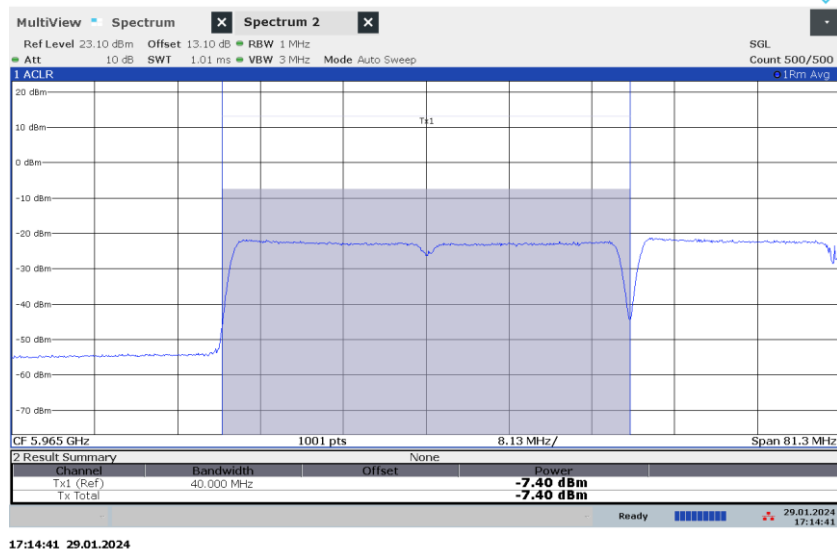 MultiView Spectrum X Spectrum 2 X
Ref Level 23.10 dBm Offset 13.10 dB RBW 1 MHz SGL
Att 10 dB SWT 1.01 ms VBW 3 MHz Mode Auto Sweep Count 500/500
1 ACLR 1Rm Avg
20 dBm
Tx1
10 dBm
0 dBm
-10 dBm
-20 dBm
-30 dBm
-40 dBm
-50 dBm
-60 dBm
-70 dBm
CF 5.965 GHz 1001 pts 8.13 MHz/ Span 81.3 MHz
2 Result Summary None
Channel Bandwidth Offset Power
Tx1 (Ref) 40.000 MHz -7.40 dBm
Tx Total -7.40 dBm
Ready 29.01.2024
17:14:41
17:14:41 29.01.2024